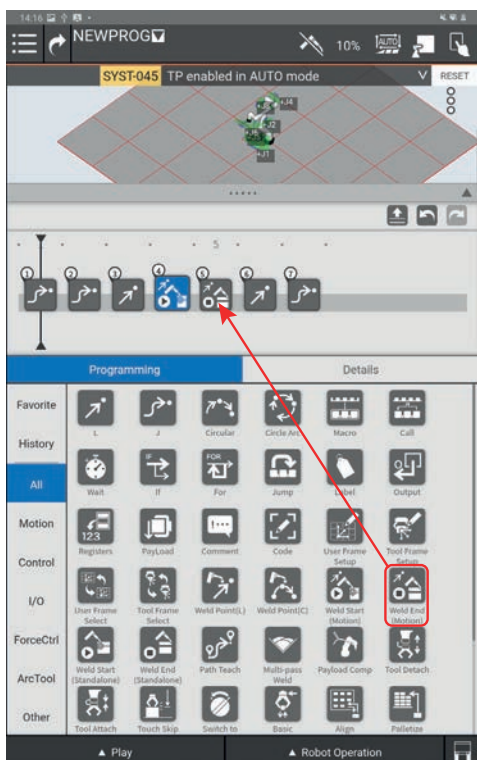 14:16
NEWPROG
AUTO
10%
SYST-045 TP enabled in AUTO mode
RESET
J4
J2
J1
5
1 2 3 4 5 6 7
Programming Details
Favorite
History
All
Motion
Control
I/O
ForceCtrl
ArcTool
Other
L J Circular Circle Arc Macro Call
IF FOR
Wait If For Jump Label Output
123
Registers PayLoad Comment Code User Frame Setup Tool Frame Setup
User Frame Select Tool Frame Select Weld Point(L) Weld Point(C) Weld Start (Motion) Weld End (Motion)
Weld Start (Standalone) Weld End (Standalone) Path Teach Multi-pass Weld Payload Comp Tool Detach
Tool Attach Touch Skip Switch to Basic Align Palletize
▲ Play ▲ Robot Operation